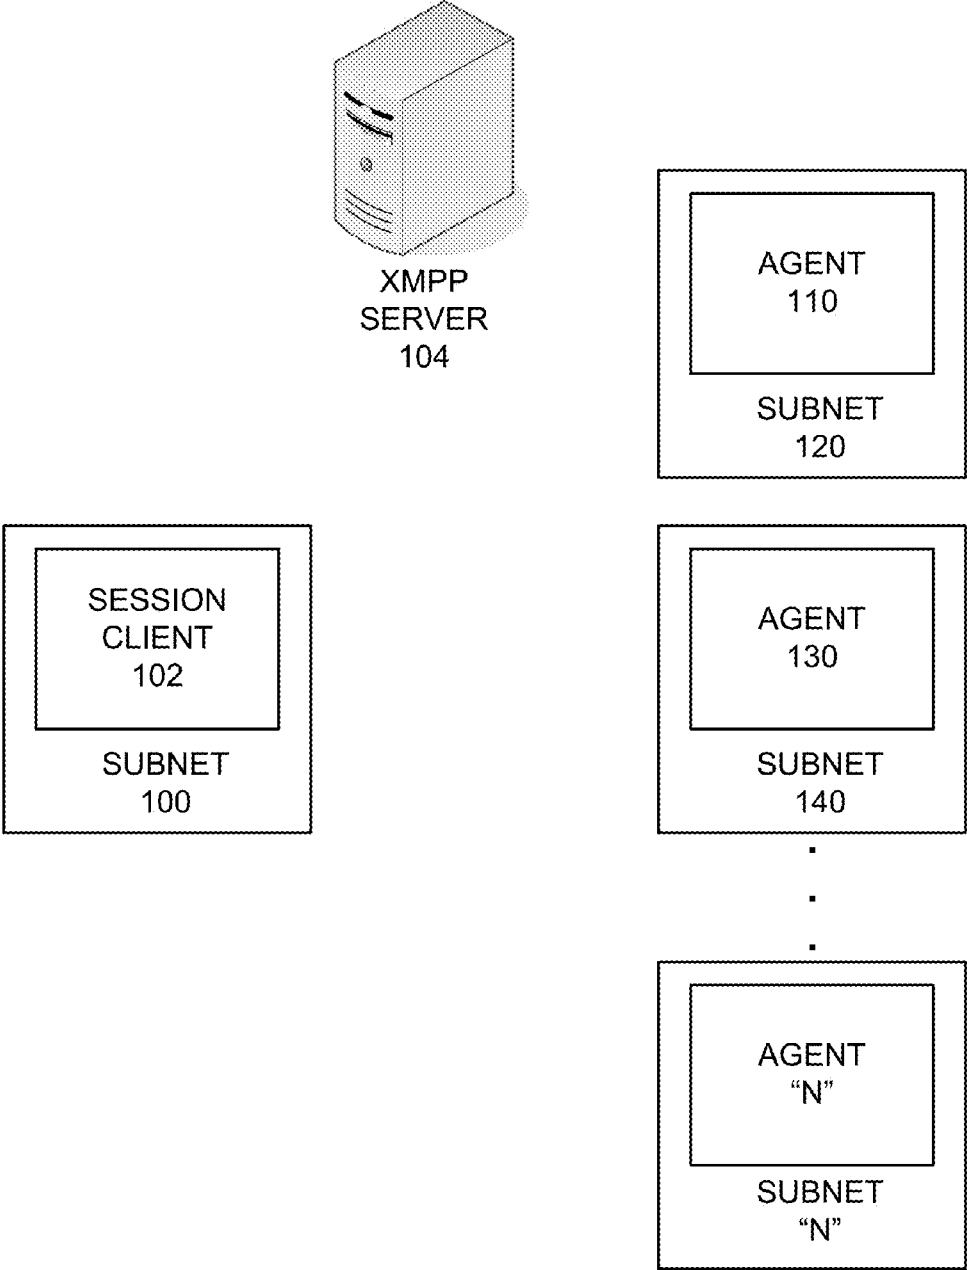 XMPP
SERVER
104
AGENT
110
SUBNET
120
SESSION
CLIENT
102
SUBNET
100
AGENT
130
SUBNET
140
AGENT
“N”
SUBNET
“N”